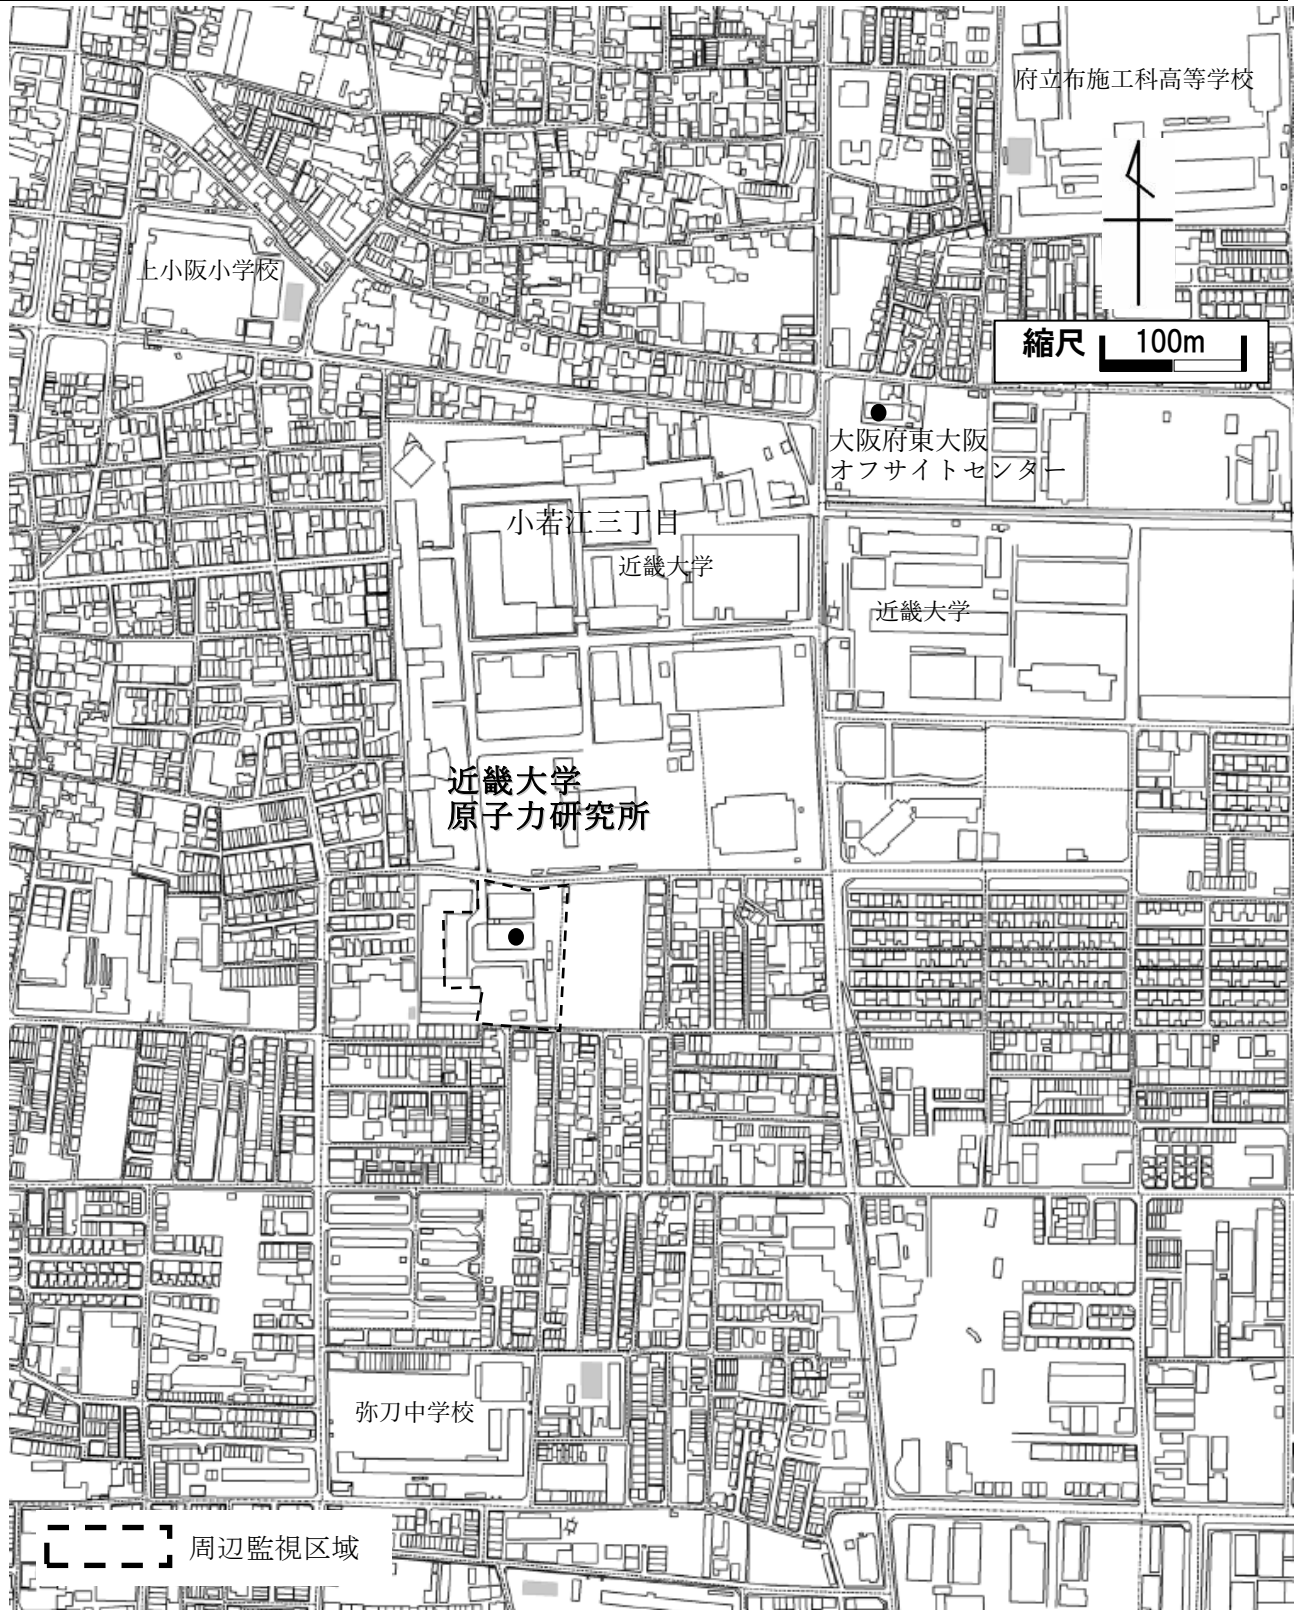 府立布施工科高等学校
上小阪小学校
縮尺 100m
大阪府東大阪
オフサイトセンター
小若江三丁目
近畿大学
近畿大学
近畿大学
原子力研究所
弥刀中学校
周辺監視区域